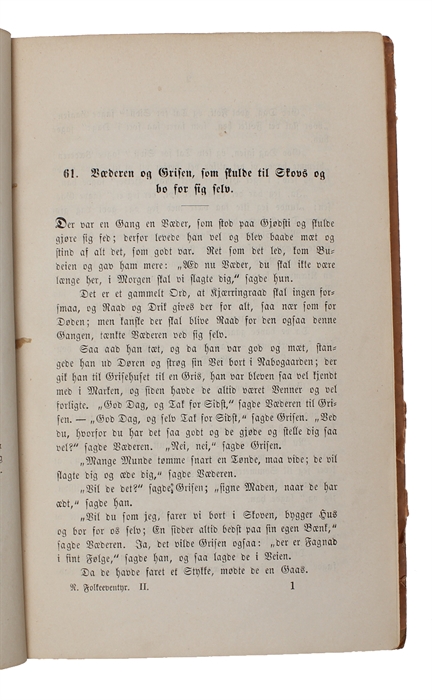 61. Væderen og Grisen, som skulde til Skovs og
bo for sig selv.
Der var en Gang en Væder, som stod paa Gjødsti og skulde
gjøre sig fed; derfor levede han vel og blev baade mæt og
stind af alt det, som godt var. Ret som det led, kom Bu-
deien og gav ham mere: „Æd nu Væder, du skal ikke være
længe her, i Morgen skal vi slagte dig,“ sagde hun.
Det er et gammelt Ord, at Kjærringraad skal ingen for-
smaa, og Raad og Drik gives der for alt, saa nær som for
Døden; men kanske der skal blive Raad for den ogsaa denne
Gangen, tænkte Væderen ved sig selv.
Saa aad han tæt, og da han var god og mæt, stan-
gede han ud Døren og strøg sin Vei bort i Nabogaarden; der
gik han til Grisehuset til en Gris, han var bleven saa vel kjendt
med i Marken, og siden havde de altid været Venner og vel
forligte. „God Dag, og Tak for Sidst,“ sagde Væderen til Gri-
sen. — „God Dag, og selv Tak for Sidst,“ sagde Grisen. „Ved
du, hvorfor du har det saa godt og de gjøde og stelle dig saa
vel?“ sagde Væderen. „Nei, nei,“ sagde Grisen.
„Mange Munde tømme snart en Tønde, maa vide; de vil
slagte dig og æde dig,“ sagde Væderen.
„Vil de det?“ sagde Grisen; „signe Maden, naar de har
ædt,“ sagde han.
„Vil du som jeg, farer vi bort i Skoven, bygger Hus
og bor for os selv; En sidder altid bedst paa sin egen Bænk,“
sagde Væderen. Ja, det vilde Grisen ogsaa: „der er Fagnad
i fint Følge,“ sagde han, og saa lagde de i Veien.
Da de havde faret et Stykke, mødte de en Gaas.
N. Folkeeventyr. II. 1